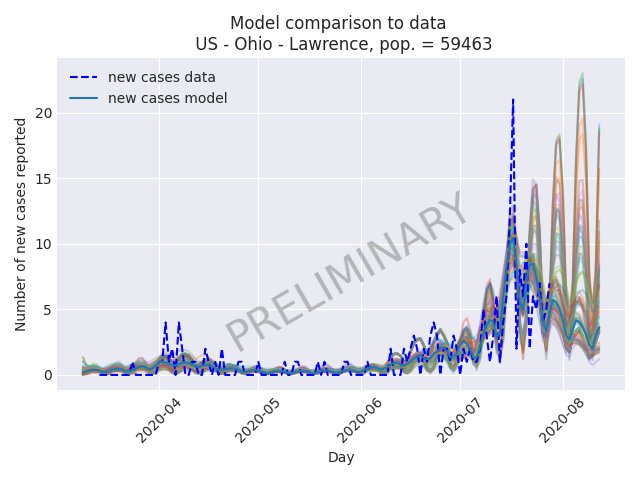 Model comparison to data
US - Ohio - Lawrence, pop. = 59463
new cases data
new cases model
Number of new cases reported
20
15
10
5
0
PRELIMINARY
2020-04
2020-05
2020-06
2020-07
2020-08
Day